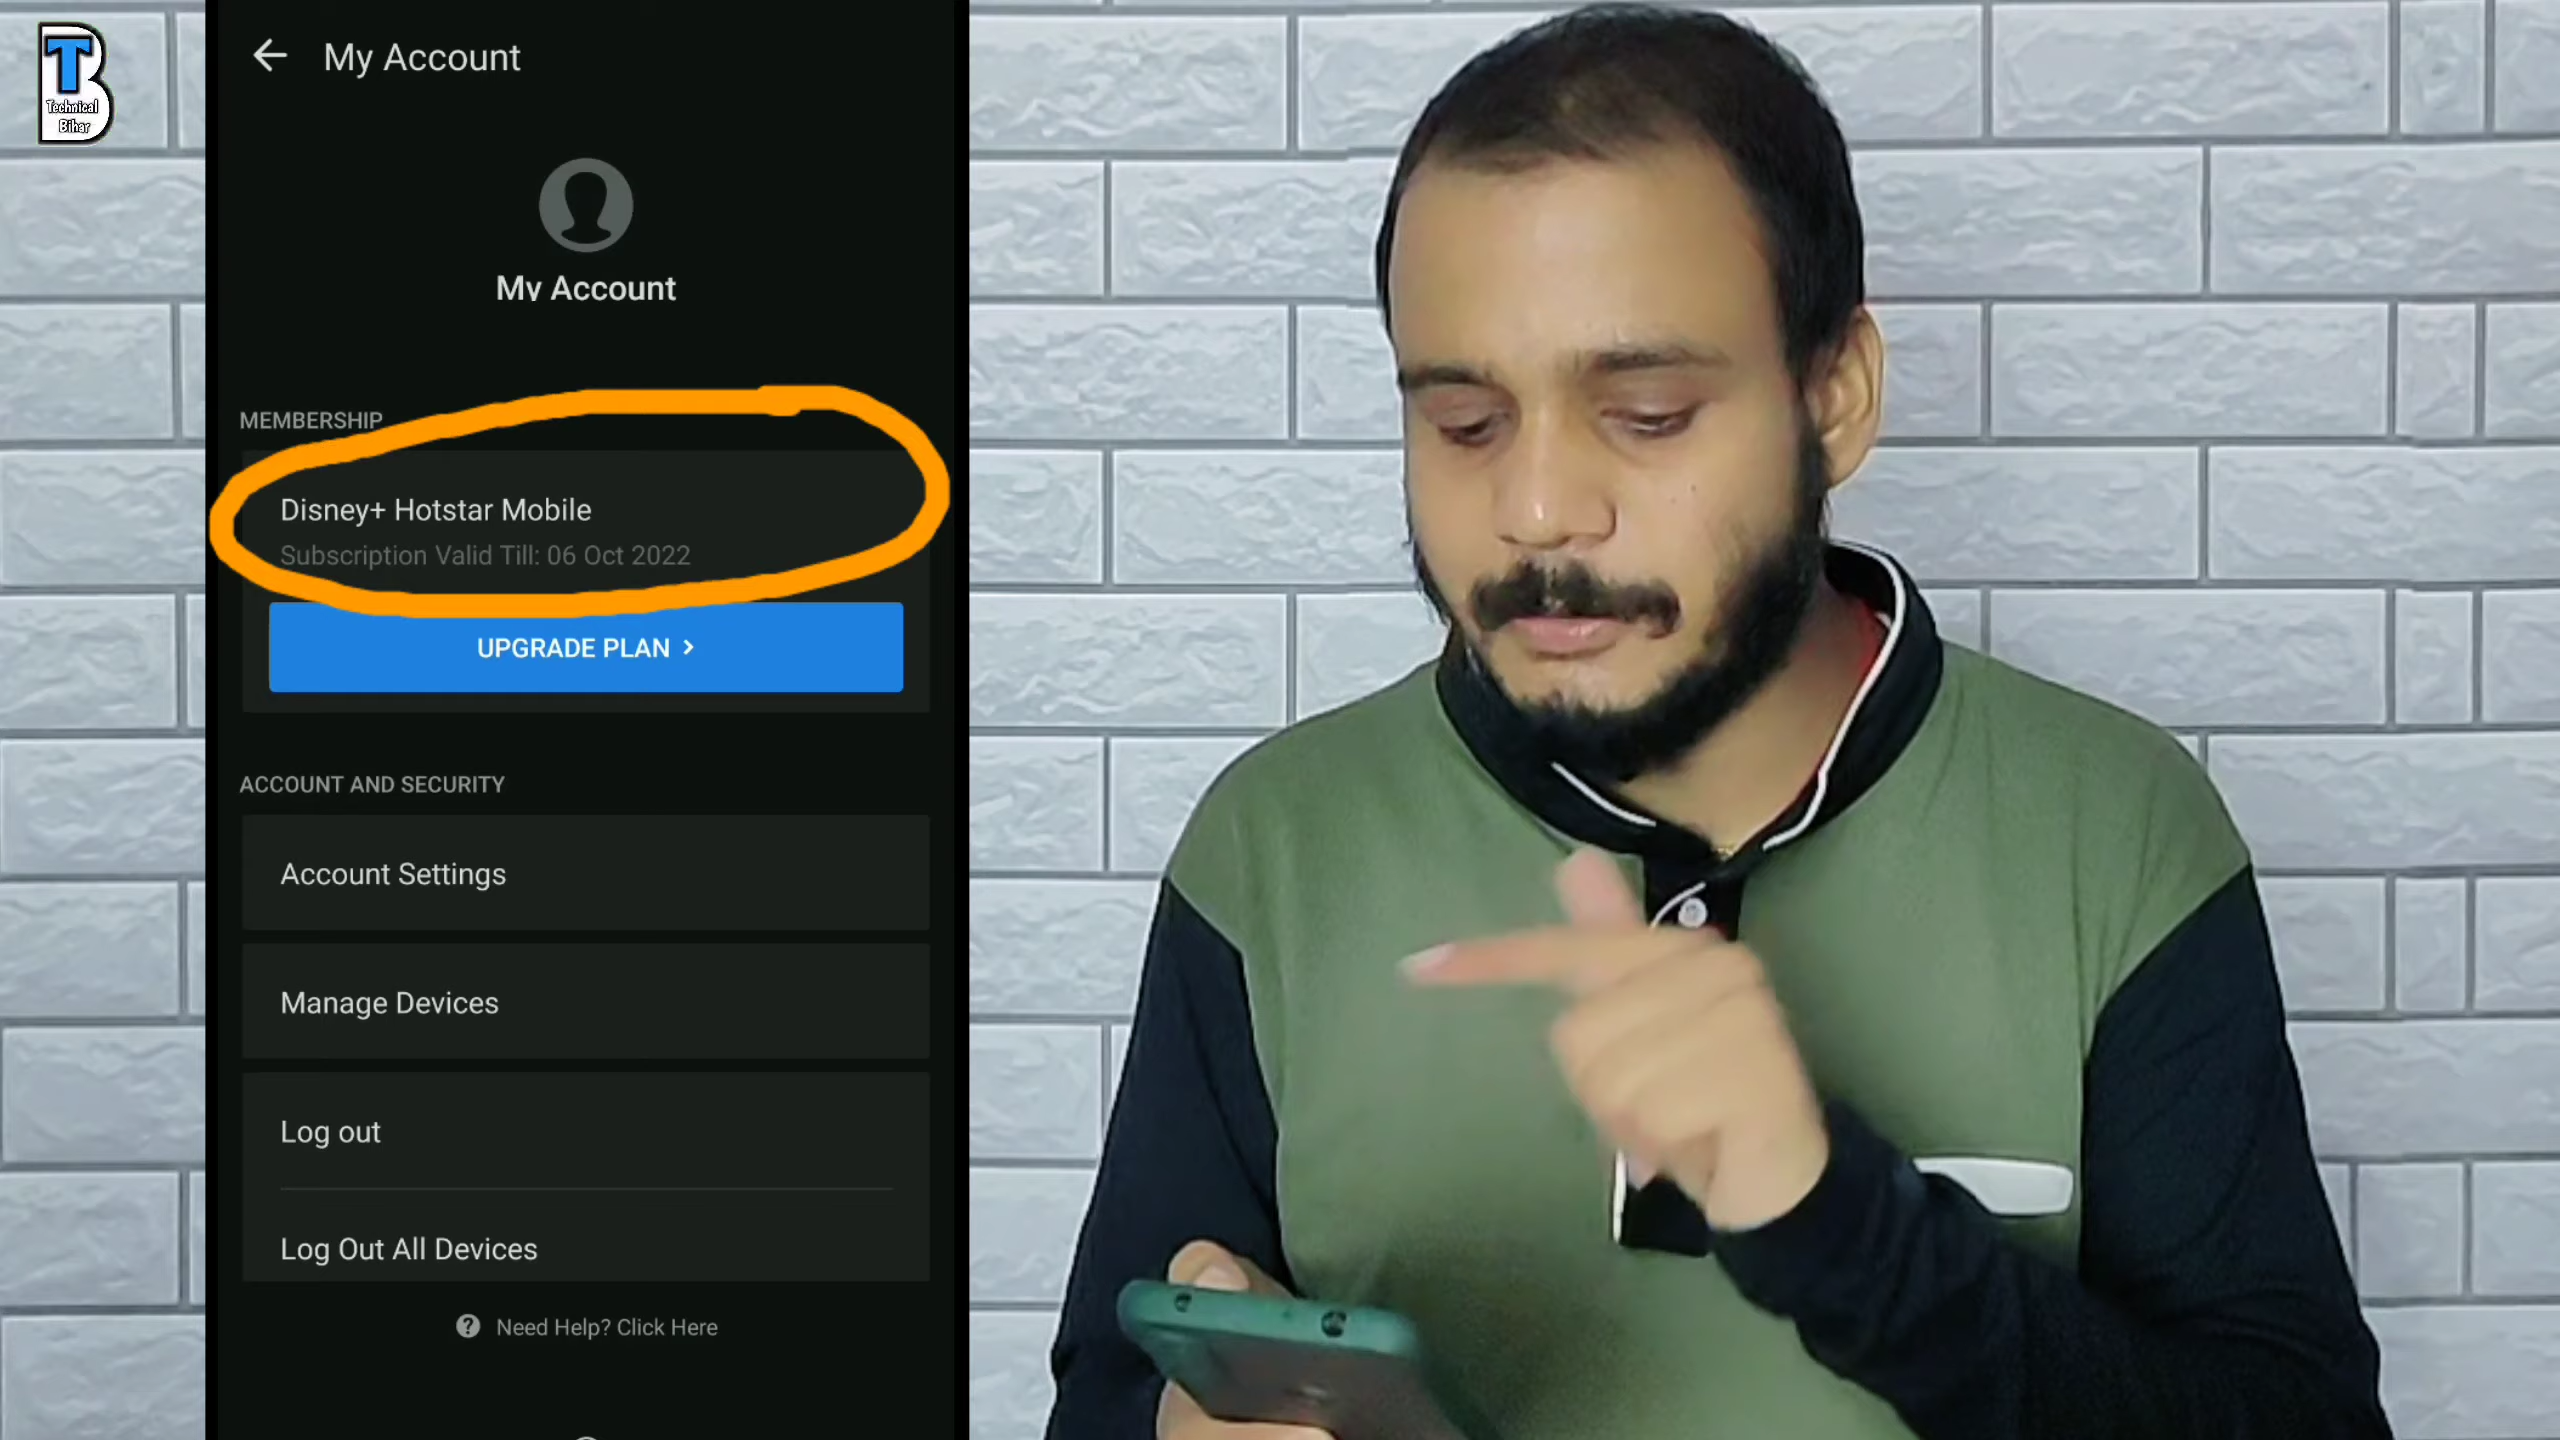 T
B
Technical
Bihar
My Account
My Account
MEMBERSHIP
Disney+ Hotstar Mobile
Subscription Valid Till: 06 Oct 2022
UPGRADE PLAN >
ACCOUNT AND SECURITY
Account Settings
Manage Devices
Log out
Log Out All Devices
? Need Help? Click Here